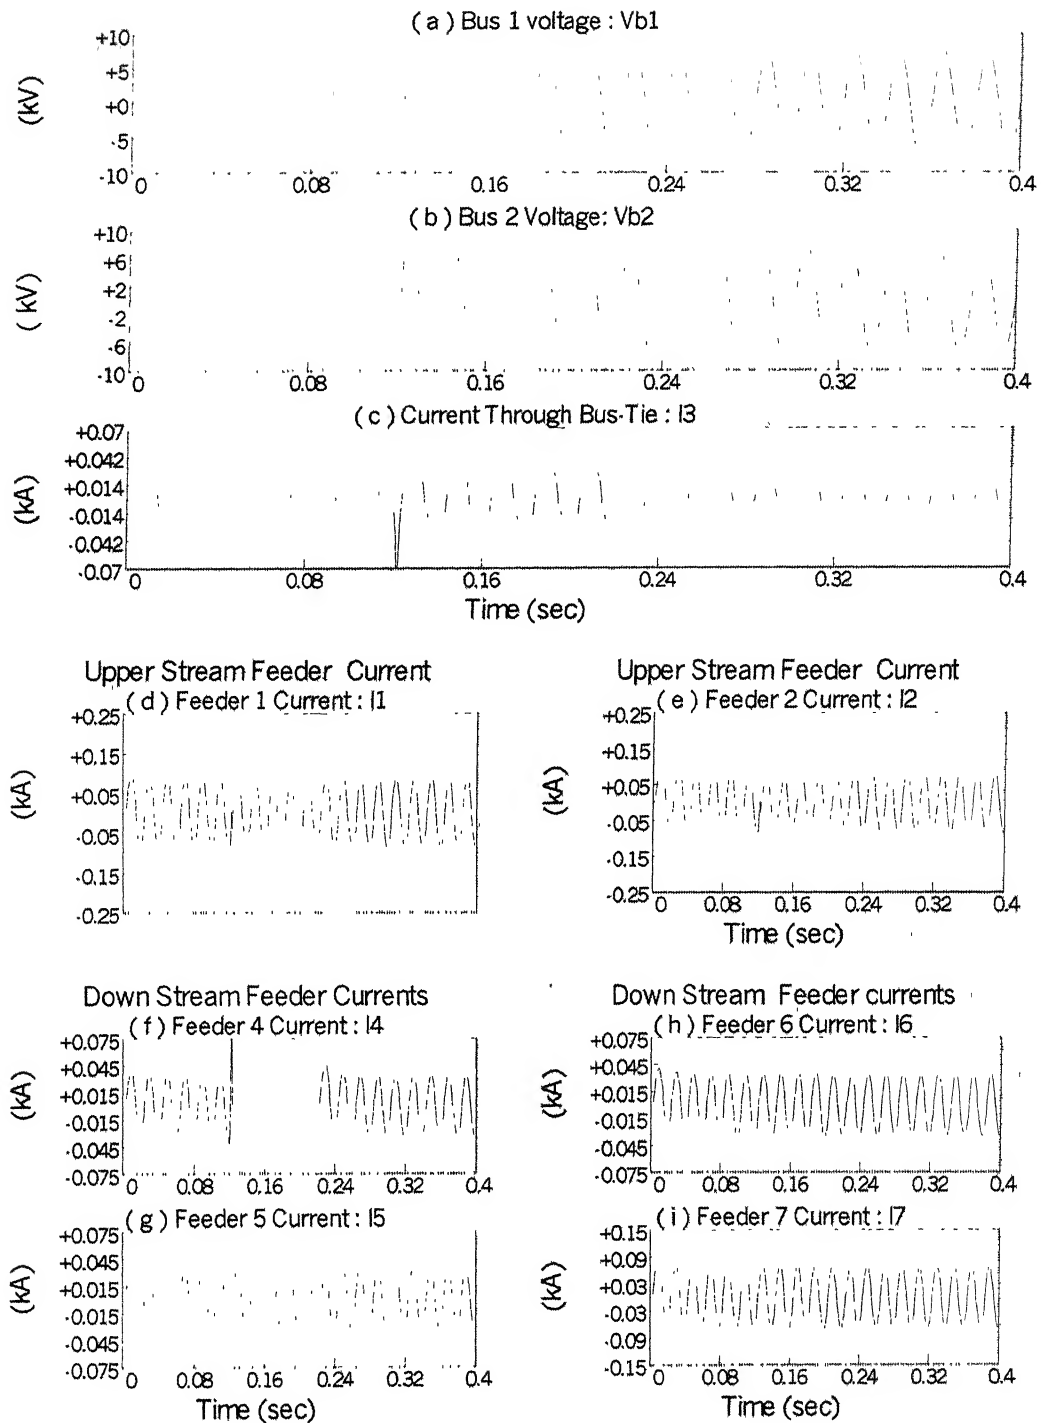 ( a ) Bus 1 voltage : Vb1
+10
+5
+0
-5
-10
(kV)
0 0.08 0.16 0.24 0.32 0.4
( b ) Bus 2 Voltage: Vb2
+10
+6
+2
-2
-6
-10
( kV)
0 0.08 0.16 0.24 0.32 0.4
( c ) Current Through Bus-Tie : I3
+0.07
+0.042
+0.014
-0.014
-0.042
-0.07
(kA)
0 0.08 0.16 0.24 0.32 0.4
Time (sec)
Upper Stream Feeder Current
( d ) Feeder 1 Current : I1
+0.25
+0.15
+0.05
-0.05
-0.15
-0.25
(kA)
Upper Stream Feeder Current
( e ) Feeder 2 Current : I2
+0.25
+0.15
+0.05
-0.05
-0.15
-0.25
(kA)
0 0.08 0.16 0.24 0.32 0.4
Time (sec)
Down Stream Feeder Currents
( f ) Feeder 4 Current : I4
+0.075
+0.045
+0.015
-0.015
-0.045
-0.075
(kA)
0 0.08 0.16 0.24 0.32 0.4
( g ) Feeder 5 Current : I5
+0.075
+0.045
+0.015
-0.015
-0.045
-0.075
(kA)
0 0.08 0.16 0.24 0.32 0.4
Time (sec)
Down Stream Feeder currents
( h ) Feeder 6 Current : I6
+0.075
+0.045
+0.015
-0.015
-0.045
-0.075
(kA)
0 0.08 0.16 0.24 0.32 0.4
( i ) Feeder 7 Current : I7
+0.15
+0.09
+0.03
-0.03
-0.09
-0.15
(kA)
0 0.08 0.16 0.24 0.32 0.4
Time (sec)